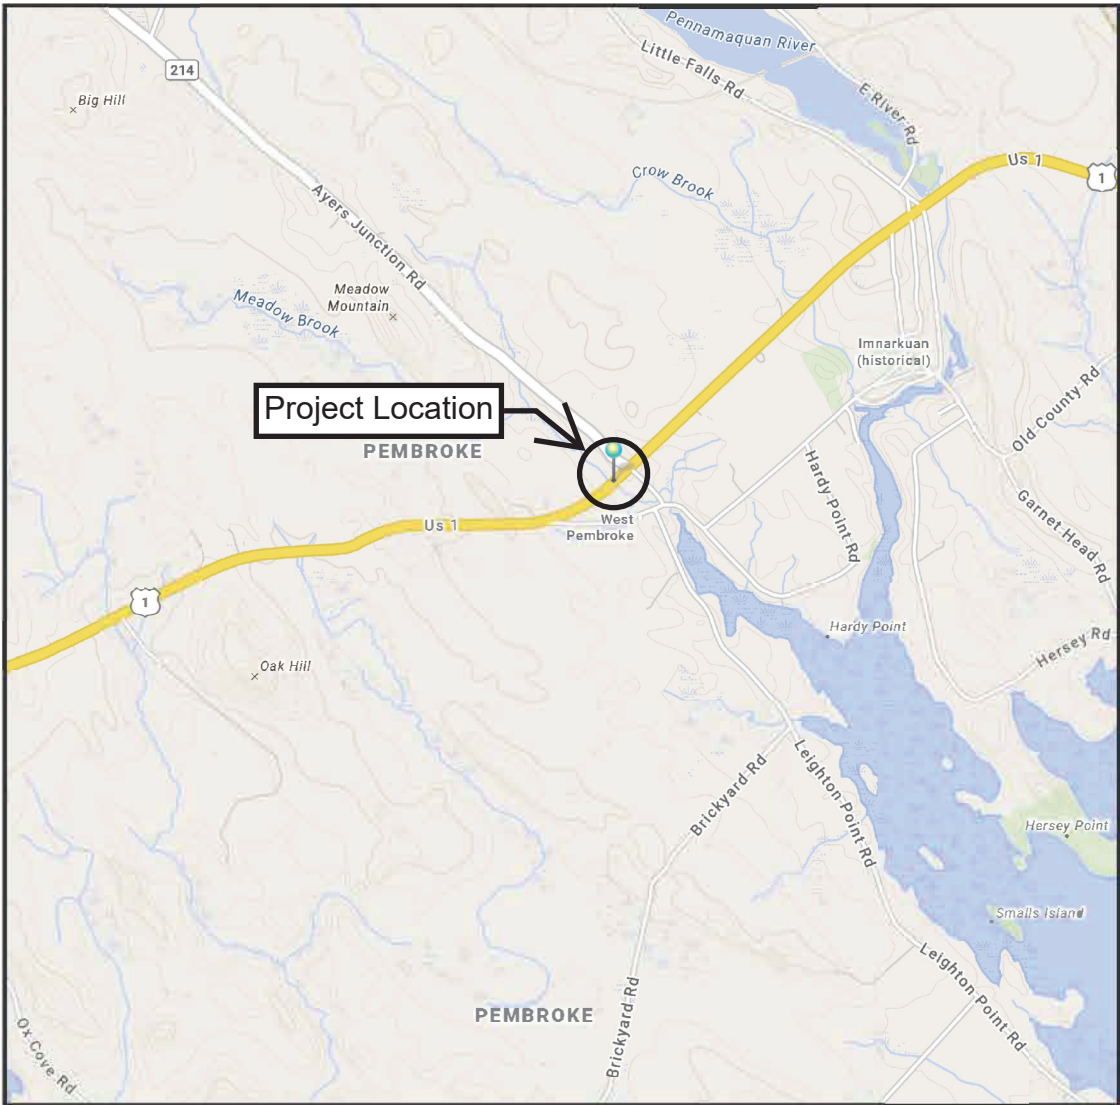 Pennamaquan River
Little Falls Rd
214
Big Hill
E River Rd
Us 1
1
Crow Brook
Ayers Junction Rd
Meadow
Mountain
Meadow Brook
Imnarkuan
(historical)
Project Location
PEMBROKE
Old County Rd
Hardy Point Rd
Garnet Head Rd
Us 1
West
Pembroke
1
Hardy Point
Hersey Rd
Oak Hill
Brickyard Rd
Leighton Point Rd
Hersey Point
Smalls Island
Leighton Point Rd
PEMBROKE
Brickyard Rd
Ox Cove Rd